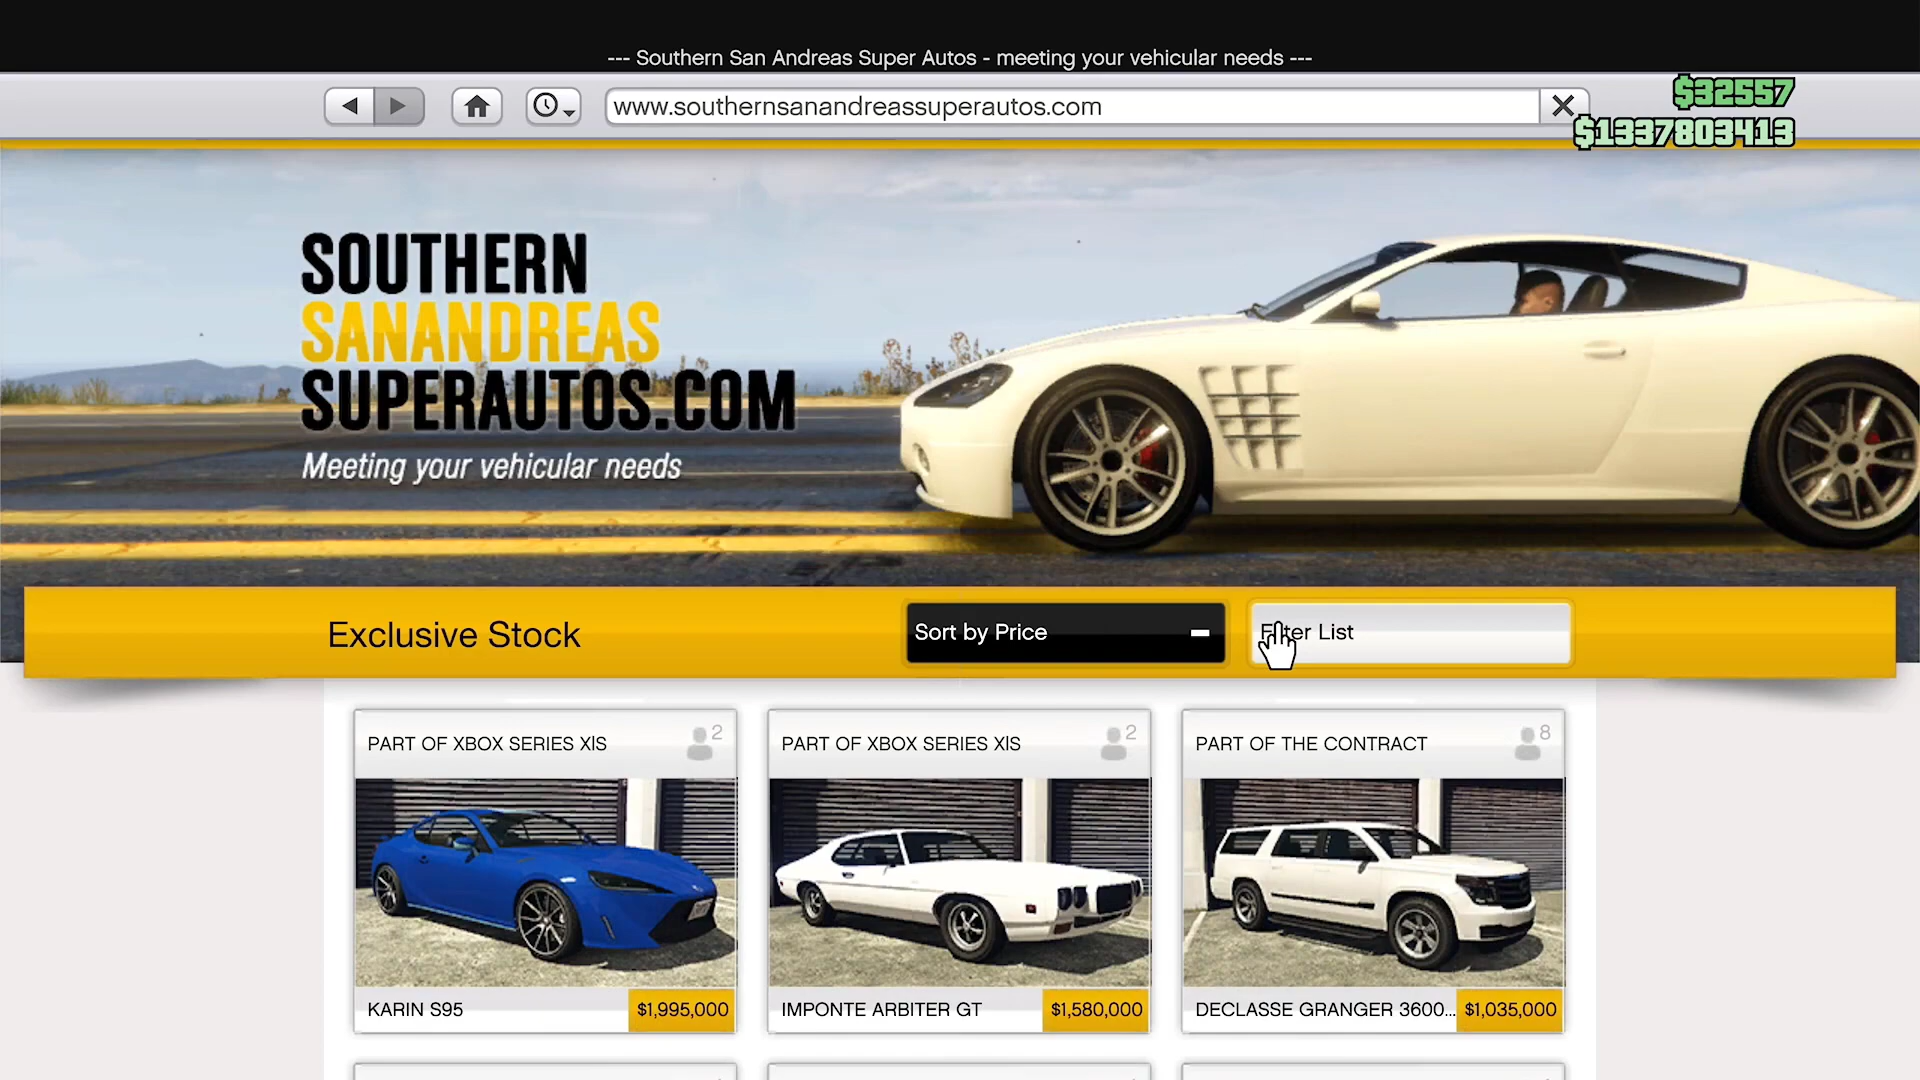 --- Southern San Andreas Super Autos - meeting your vehicular needs ---
www.southernsanandreassuperautos.com
$32557
$1337803413
SOUTHERN
SANANDREAS
SUPERAUTOS.COM
Meeting your vehicular needs
Exclusive Stock
Sort by Price
Filter List
PART OF XBOX SERIES X|S
2
PART OF XBOX SERIES X|S
2
PART OF THE CONTRACT
8
KARIN S95
$1,995,000
IMPONTE ARBITER GT
$1,580,000
DECLASSE GRANGER 3600...
$1,035,000